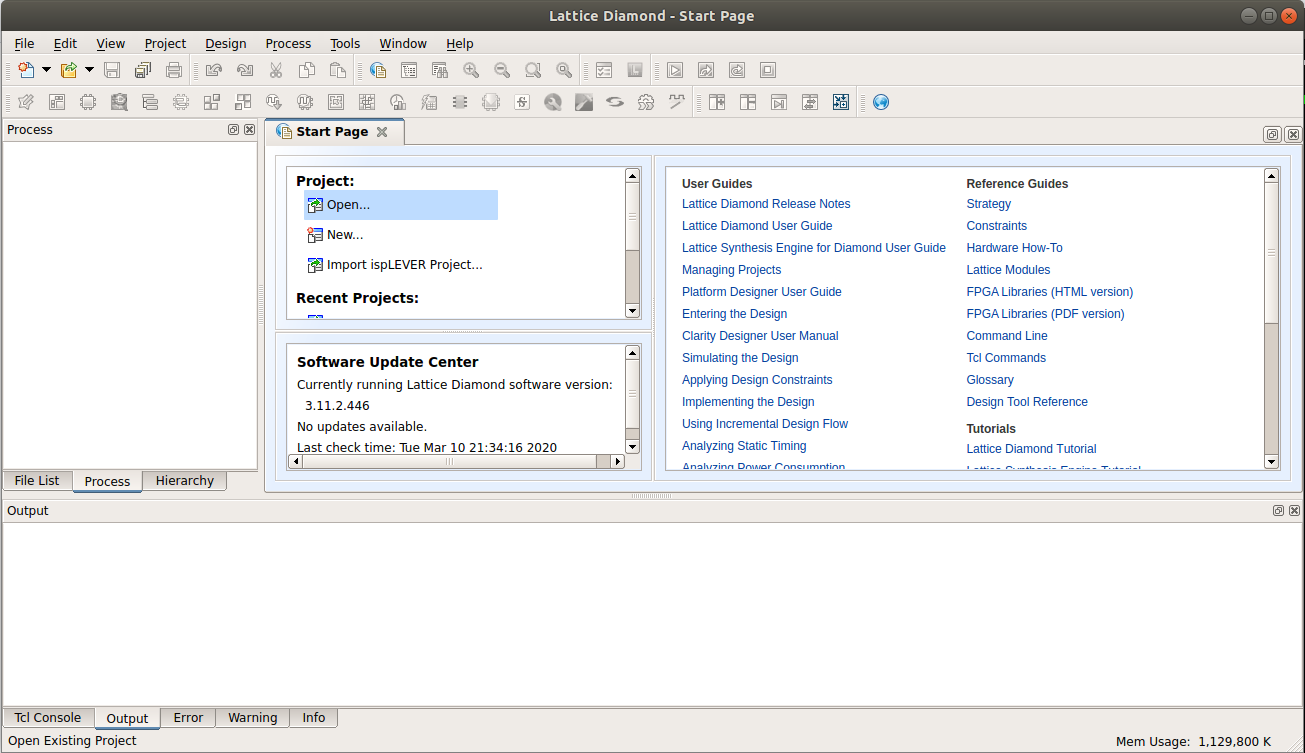 Lattice Diamond - Start Page
File Edit View Project Design Process Tools Window Help
Process
Start Page
Project:
Open...
New...
Import ispLEVER Project...
Recent Projects:
Software Update Center
Currently running Lattice Diamond software version:
3.11.2.446
No updates available.
Last check time: Tue Mar 10 21:34:16 2020
User Guides
Lattice Diamond Release Notes
Lattice Diamond User Guide
Lattice Synthesis Engine for Diamond User Guide
Managing Projects
Platform Designer User Guide
Entering the Design
Clarity Designer User Manual
Simulating the Design
Applying Design Constraints
Implementing the Design
Using Incremental Design Flow
Analyzing Static Timing
Analyzing Power Consumption
Reference Guides
Strategy
Constraints
Hardware How-To
Lattice Modules
FPGA Libraries (HTML version)
FPGA Libraries (PDF version)
Command Line
Tcl Commands
Glossary
Design Tool Reference
Tutorials
Lattice Diamond Tutorial
Lattice Synthesis Engine Tutorial
File List Process Hierarchy
Output
Tcl Console Output Error Warning Info
Open Existing Project
Mem Usage: 1,129,800 K